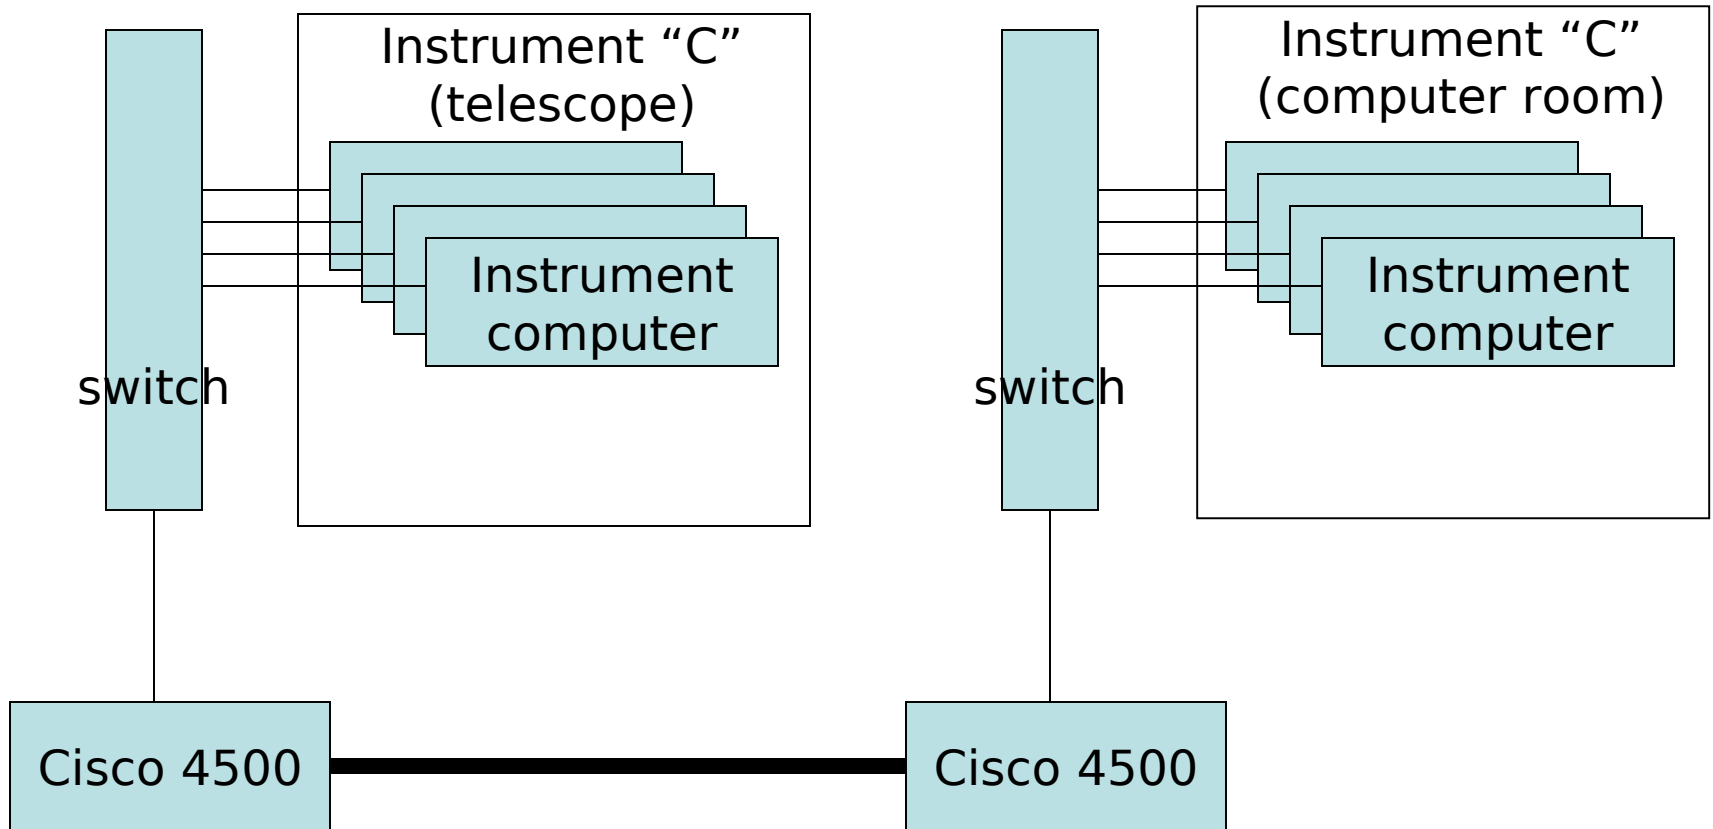 Instrument “C”
(telescope)
Instrument
computer
switch
Instrument “C”
(computer room)
Instrument
computer
switch
Cisco 4500
Cisco 4500